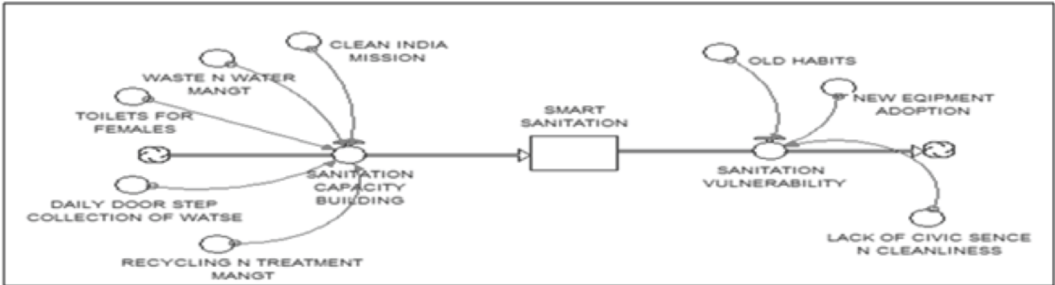 CLEAN INDIA
MISSION
WASTE N WATER
MANGT
TOILETS FOR
FEMALES
SANITATION
CAPACITY
BUILDING
DAILY DOOR STEP
COLLECTION OF WATSE
RECYCLING N TREATMENT
MANGT
SMART
SANITATION
OLD HABITS
NEW EQIPMENT
ADOPTION
SANITATION
VULNERABILITY
LACK OF CIVIC SENCE
N CLEANLINESS